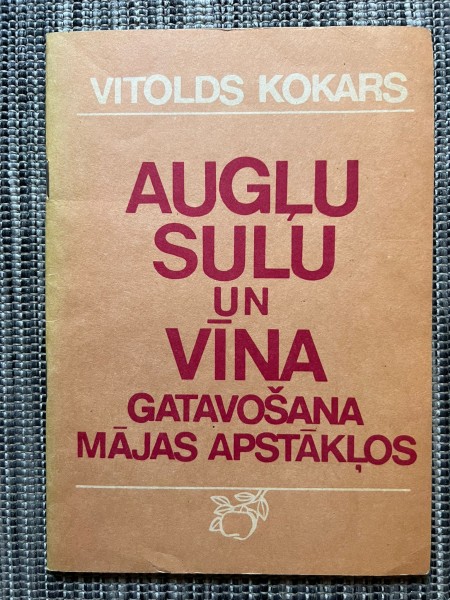 VITOLDS KOKARS
AUGĻU
SULU
UN
VĪNA
GATAVOŠANA
MĀJAS APSTĀKĻOS